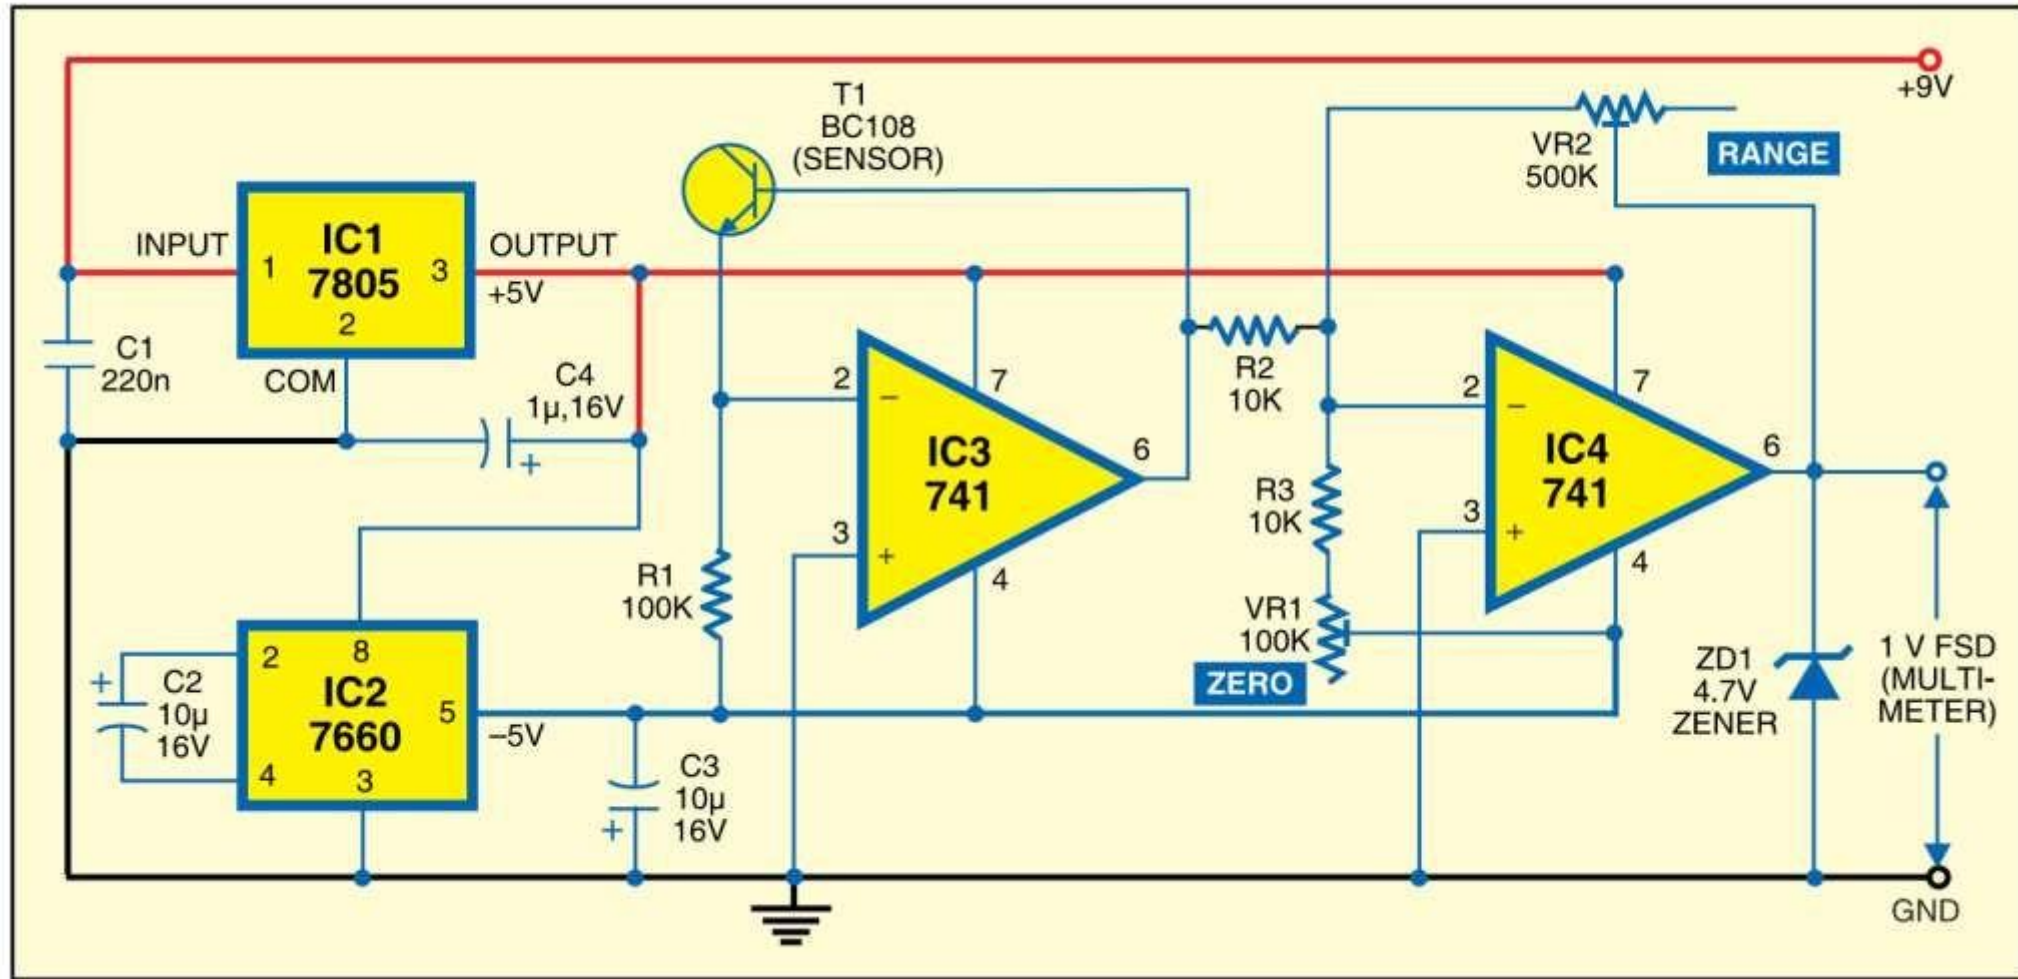 +9V
T1
BC108
(SENSOR)
VR2
500K
RANGE
INPUT
1
IC1
7805
2
3
OUTPUT
+5V
COM
C1
220n
C4
1µ,16V
+
2
7
−
IC3
741
6
3
+
4
R1
100K
R2
10K
R3
10K
VR1
100K
ZERO
2
7
−
IC4
741
6
3
+
4
ZD1
4.7V
ZENER
1 V FSD
(MULTI-
METER)
+
C2
10µ
16V
2
8
IC2
7660
5
4
3
−5V
C3
10µ
16V
+
GND